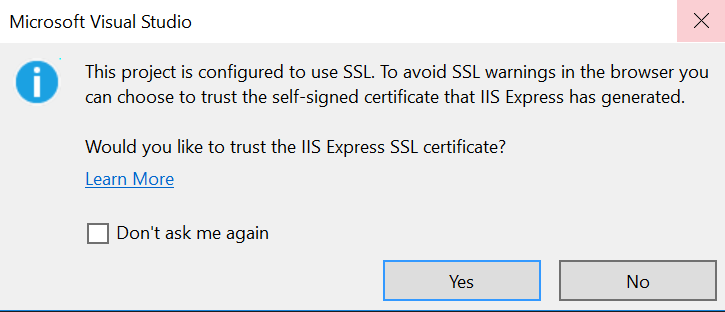 Microsoft Visual Studio
This project is configured to use SSL. To avoid SSL warnings in the browser you
can choose to trust the self-signed certificate that IIS Express has generated.
Would you like to trust the IIS Express SSL certificate?
Learn More
Don't ask me again
Yes
No